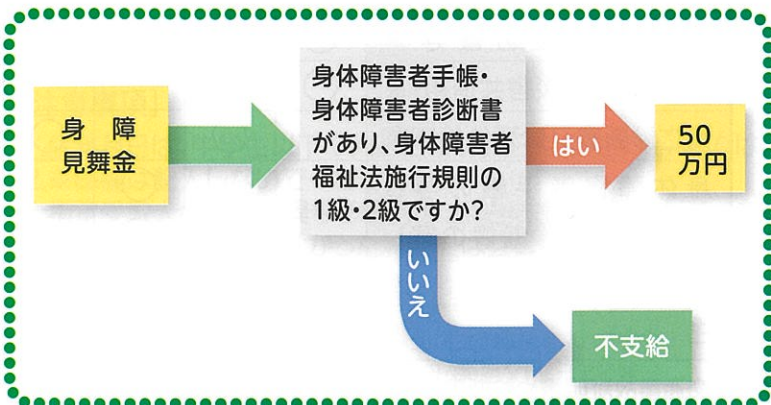 身 障
見舞金
身体障害者手帳・
身体障害者診断書
があり、身体障害者
福祉法施行規則の
1級・2級ですか?
はい
50
万円
いいえ
不支給